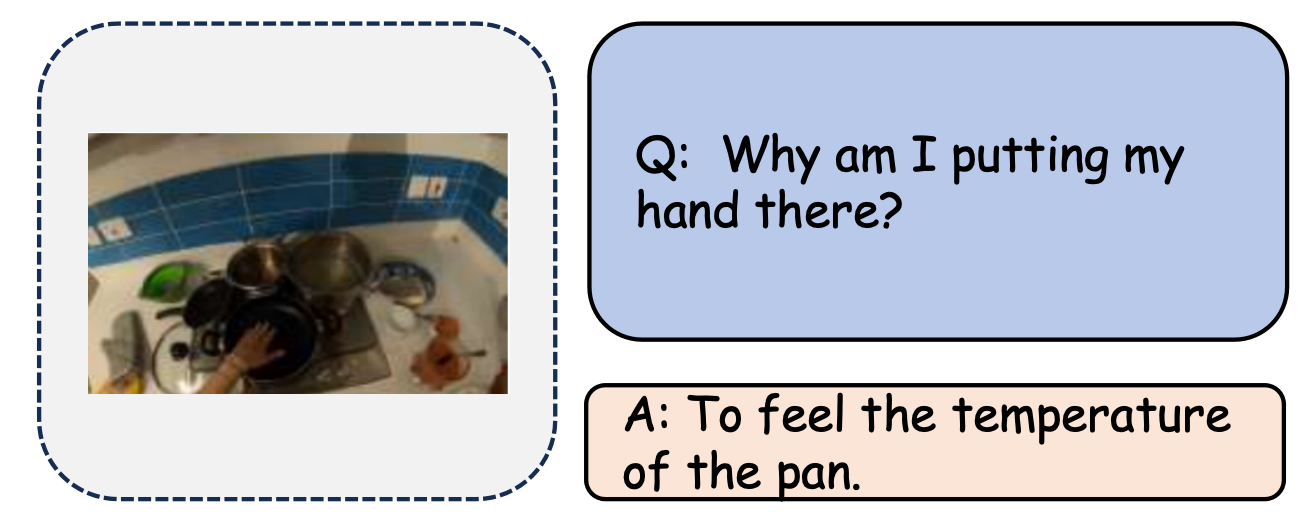 Q: Why am I putting my
hand there?
A: To feel the temperature
of the pan.